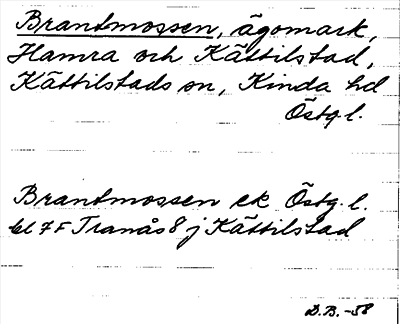 Brantmossen, ägomark,
Hamra och Kättilstad,
Kättilstads sn, Kinda hd
Östg. l.
Brantmossen ek Östg. l.
bl 7 F Tranås 8 j Kättilstad
D.B. -58